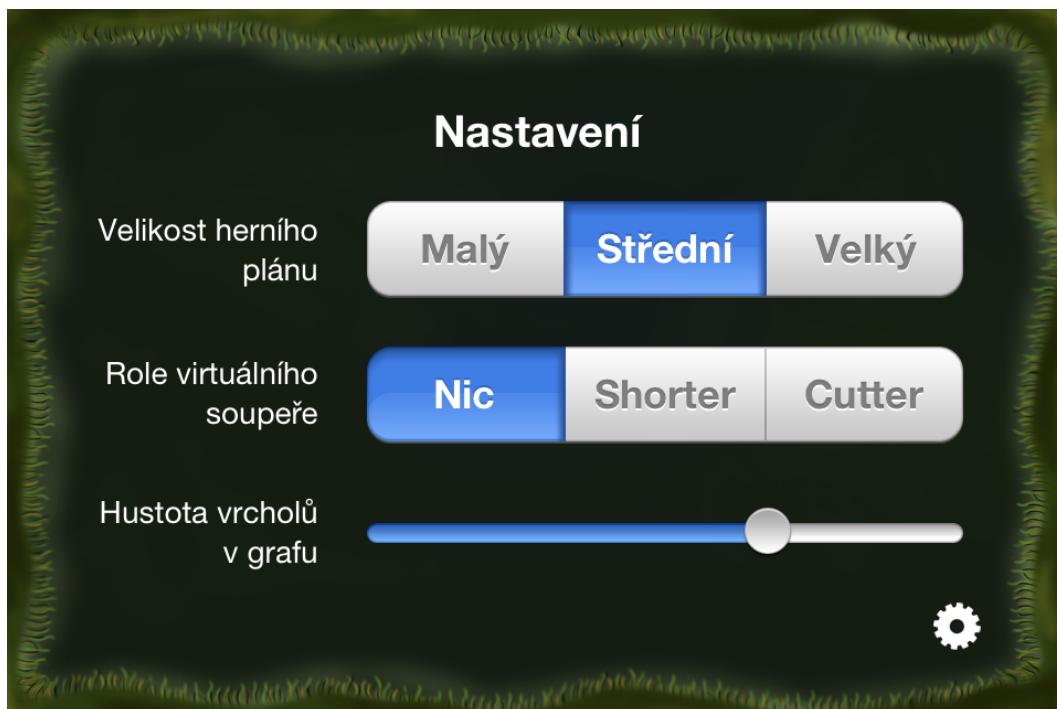 Nastavení
Velikost herního
plánu
Malý
Střední
Velký
Role virtuálního
soupeře
Nic
Shorter
Cutter
Hustota vrcholů
v grafu